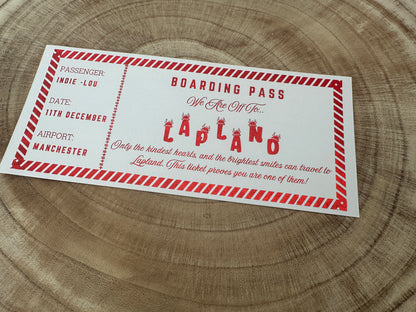 PASSENGER:
INDIE -LOU
DATE:
11TH DECEMBER
AIRPORT:
MANCHESTER
BOARDING PASS
We Are Off To...
LAPLAND
Only the kindest hearts, and the brightest smiles can travel to
Lapland. This ticket proves you are one of them!